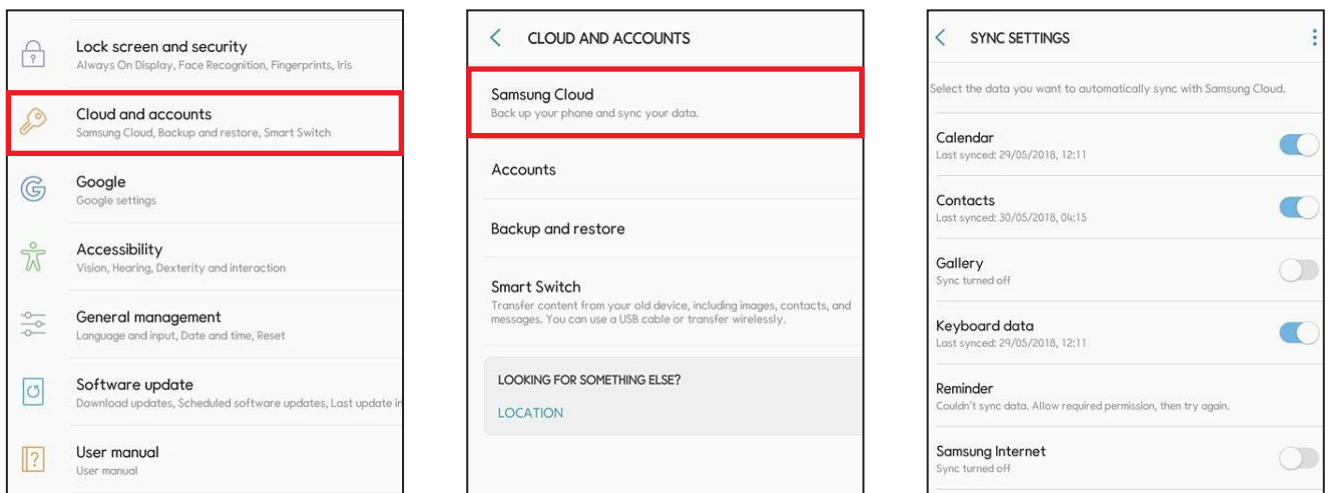 Lock screen and security
Always On Display, Face Recognition, Fingerprints, Iris
Cloud and accounts
Samsung Cloud, Backup and restore, Smart Switch
Google
Google settings
Accessibility
Vision, Hearing, Dexterity and interaction
General management
Language and input, Date and time, Reset
Software update
Download updates, Scheduled software updates, Last update in
User manual
User manual
CLOUD AND ACCOUNTS
Samsung Cloud
Back up your phone and sync your data.
Accounts
Backup and restore
Smart Switch
Transfer content from your old device, including images, contacts, and
messages. You can use a USB cable or transfer wirelessly.
LOOKING FOR SOMETHING ELSE?
LOCATION
SYNC SETTINGS
Select the data you want to automatically sync with Samsung Cloud.
Calendar
Last synced: 29/05/2018, 12:11
Contacts
Last synced: 30/05/2018, 04:15
Gallery
Sync turned off
Keyboard data
Last synced: 29/05/2018, 12:11
Reminder
Couldn't sync data. Allow required permission, then try again.
Samsung Internet
Sync turned off